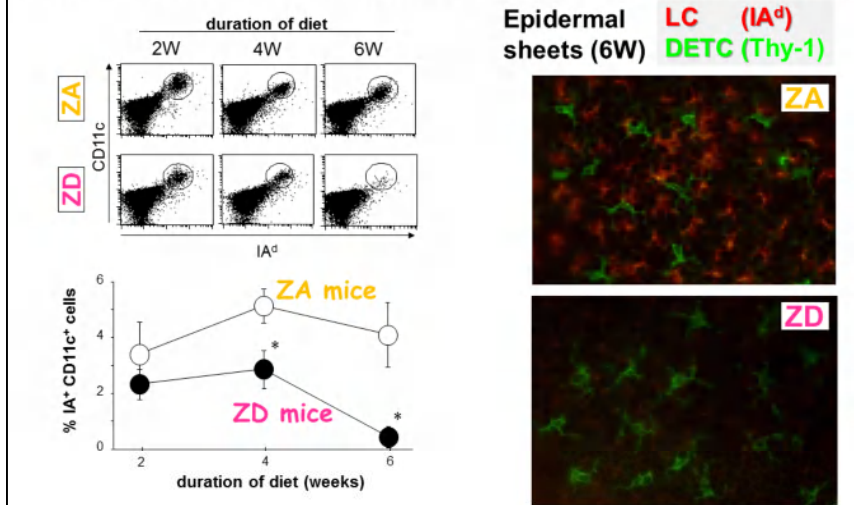 duration of diet
2W 4W 6W
ZA
ZD
CD11c
IAᵈ
% IA⁺ CD11c⁺ cells
6
4
2
0
ZA mice
*
ZD mice
*
2 4 6
duration of diet (weeks)
Epidermal
sheets (6W)
LC (IAᵈ)
DETC (Thy-1)
ZA
ZD